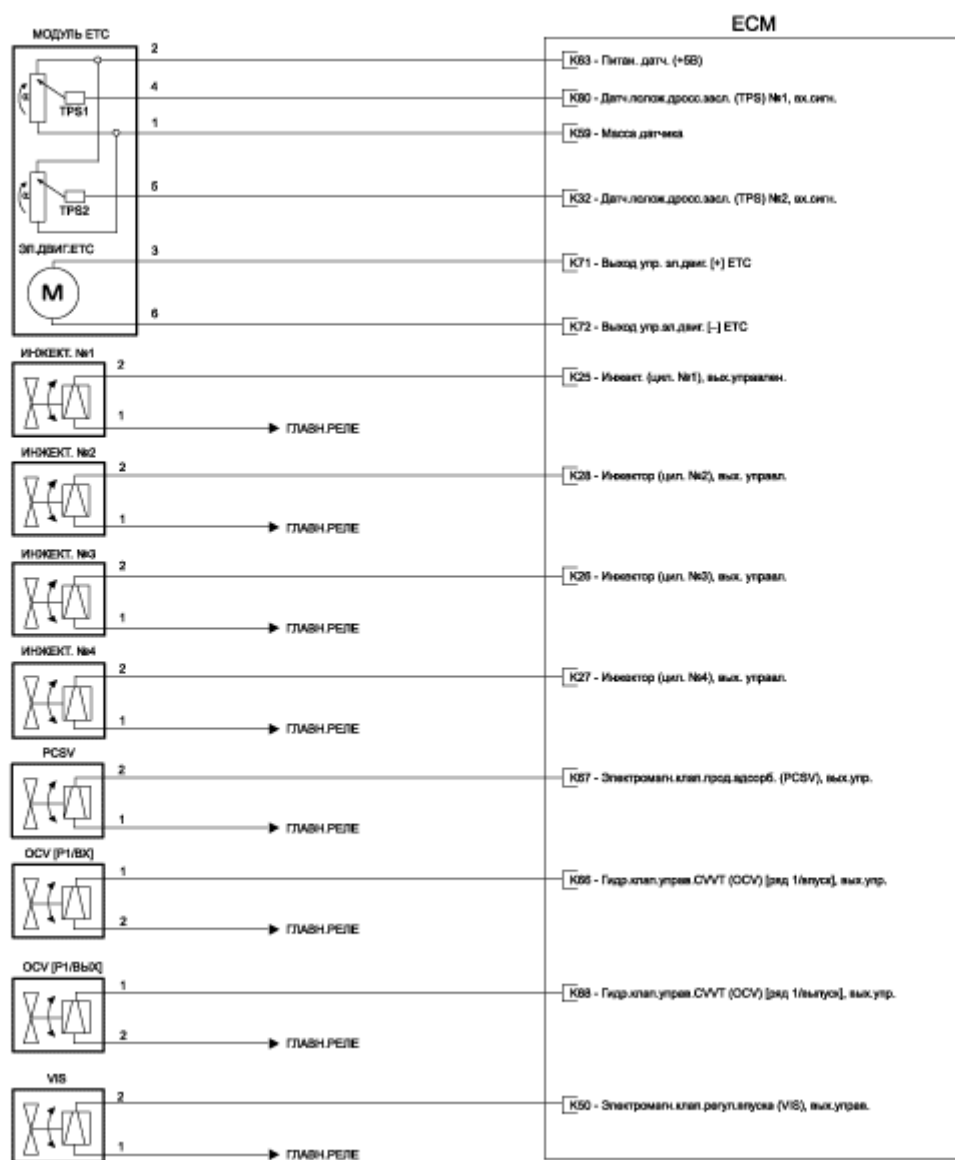 ECM
МОДУЛЬ ETC
2
K63 - Питан. датч. (+5В)
R
4
K80 - Датч.полож.дросс.засл. (TPS) №1, вх.сигн.
TPS1
1
K59 - Масса датчика
R
5
K32 - Датч.полож.дросс.засл. (TPS) №2, вх.сигн.
TPS2
ЭЛ.ДВИГ.ETC
3
K71 - Выход упр. эл.двиг. [+] ETC
M
6
K72 - Выход упр.эл.двиг. [–] ETC
ИНЖЕКТ. №1
2
K25 - Инжект. (цил. №1), вых.управлен.
1
ГЛАВН.РЕЛЕ
ИНЖЕКТ. №2
2
K28 - Инжектор (цил. №2), вых. управл.
1
ГЛАВН.РЕЛЕ
ИНЖЕКТ. №3
2
K26 - Инжектор (цил. №3), вых. управл.
1
ГЛАВН.РЕЛЕ
ИНЖЕКТ. №4
2
K27 - Инжектор (цил. №4), вых. управл.
1
ГЛАВН.РЕЛЕ
PCSV
2
K67 - Электромагн.клап.прод.адсорб. (PCSV), вых.упр.
1
ГЛАВН.РЕЛЕ
OCV [Р1/ВХ]
1
K66 - Гидр.клап.управ.CVVT (OCV) [ряд 1/впуск], вых.упр.
2
ГЛАВН.РЕЛЕ
OCV [Р1/ВЫХ]
1
K68 - Гидр.клап.управ.CVVT (OCV) [ряд 1/выпуск], вых.упр.
2
ГЛАВН.РЕЛЕ
VIS
2
K50 - Электромагн.клап.регул.впуска (VIS), вых.управ.
1
ГЛАВН.РЕЛЕ